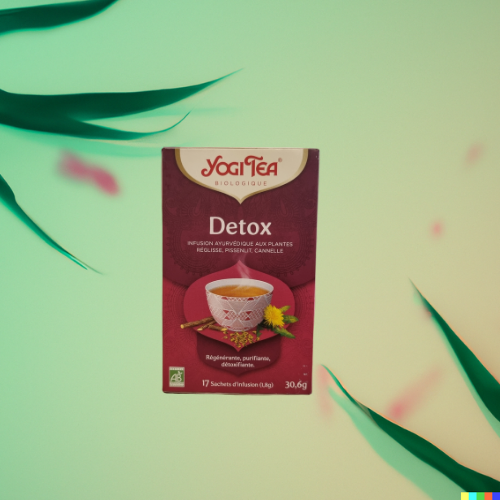 YOGI TEA®
BIOLOGIQUE
Detox
INFUSION AYURVÉDIQUE AUX PLANTES
RÉGLISSE, PISSENLIT, CANNELLE
Régénérante, purifiante,
détoxifiante.
AB
17 Sachets d'infusion (1,8g) 30,6g